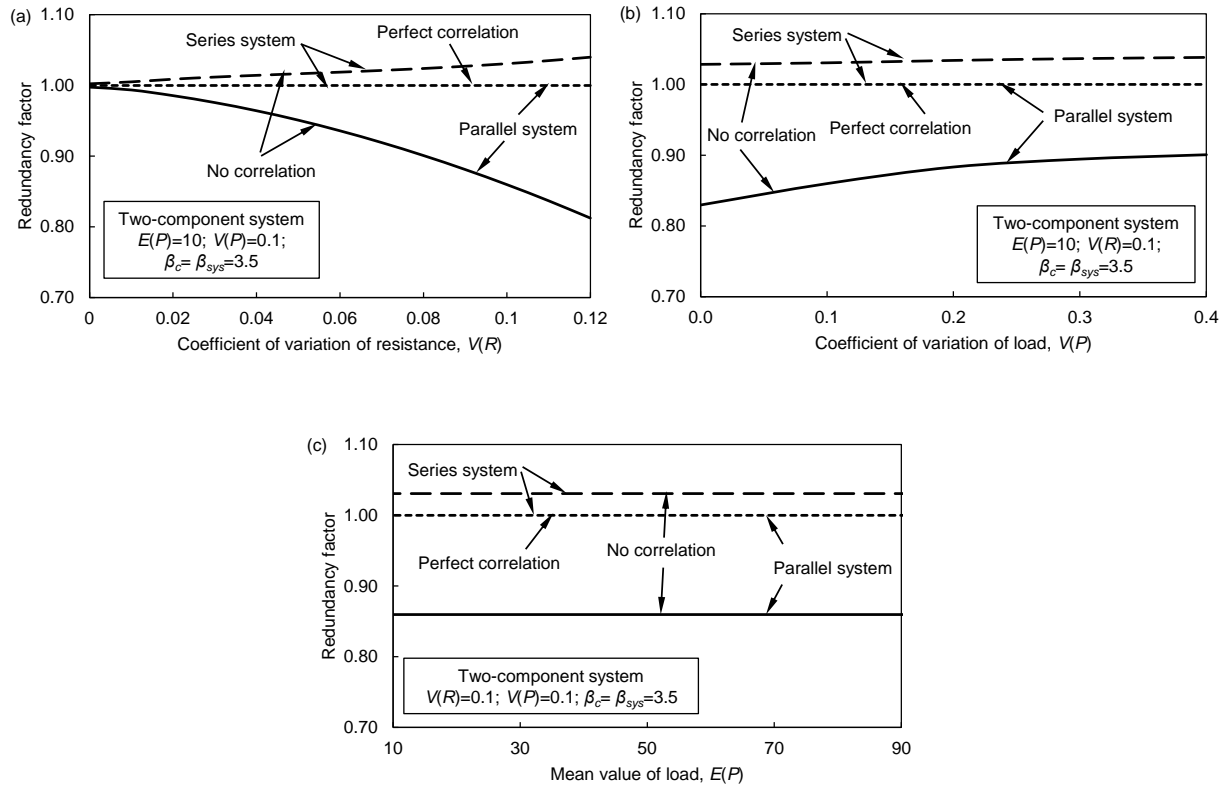 (a)
1.10
1.00
0.90
0.80
0.70
Redundancy factor
Series system
Perfect correlation
Parallel system
No correlation
Two-component system
E(P)=10; V(P)=0.1;
βc= βsys=3.5
0 0.02 0.04 0.06 0.08 0.1 0.12
Coefficient of variation of resistance, V(R)
(b)
1.10
1.00
0.90
0.80
0.70
Redundancy factor
Series system
No correlation
Perfect correlation
Parallel system
Two-component system
E(P)=10; V(R)=0.1;
βc= βsys=3.5
0.0 0.1 0.2 0.3 0.4
Coefficient of variation of load, V(P)
(c)
1.10
1.00
0.90
0.80
0.70
Redundancy factor
Series system
No correlation
Perfect correlation
Parallel system
Two-component system
V(R)=0.1; V(P)=0.1; βc= βsys=3.5
10 30 50 70 90
Mean value of load, E(P)